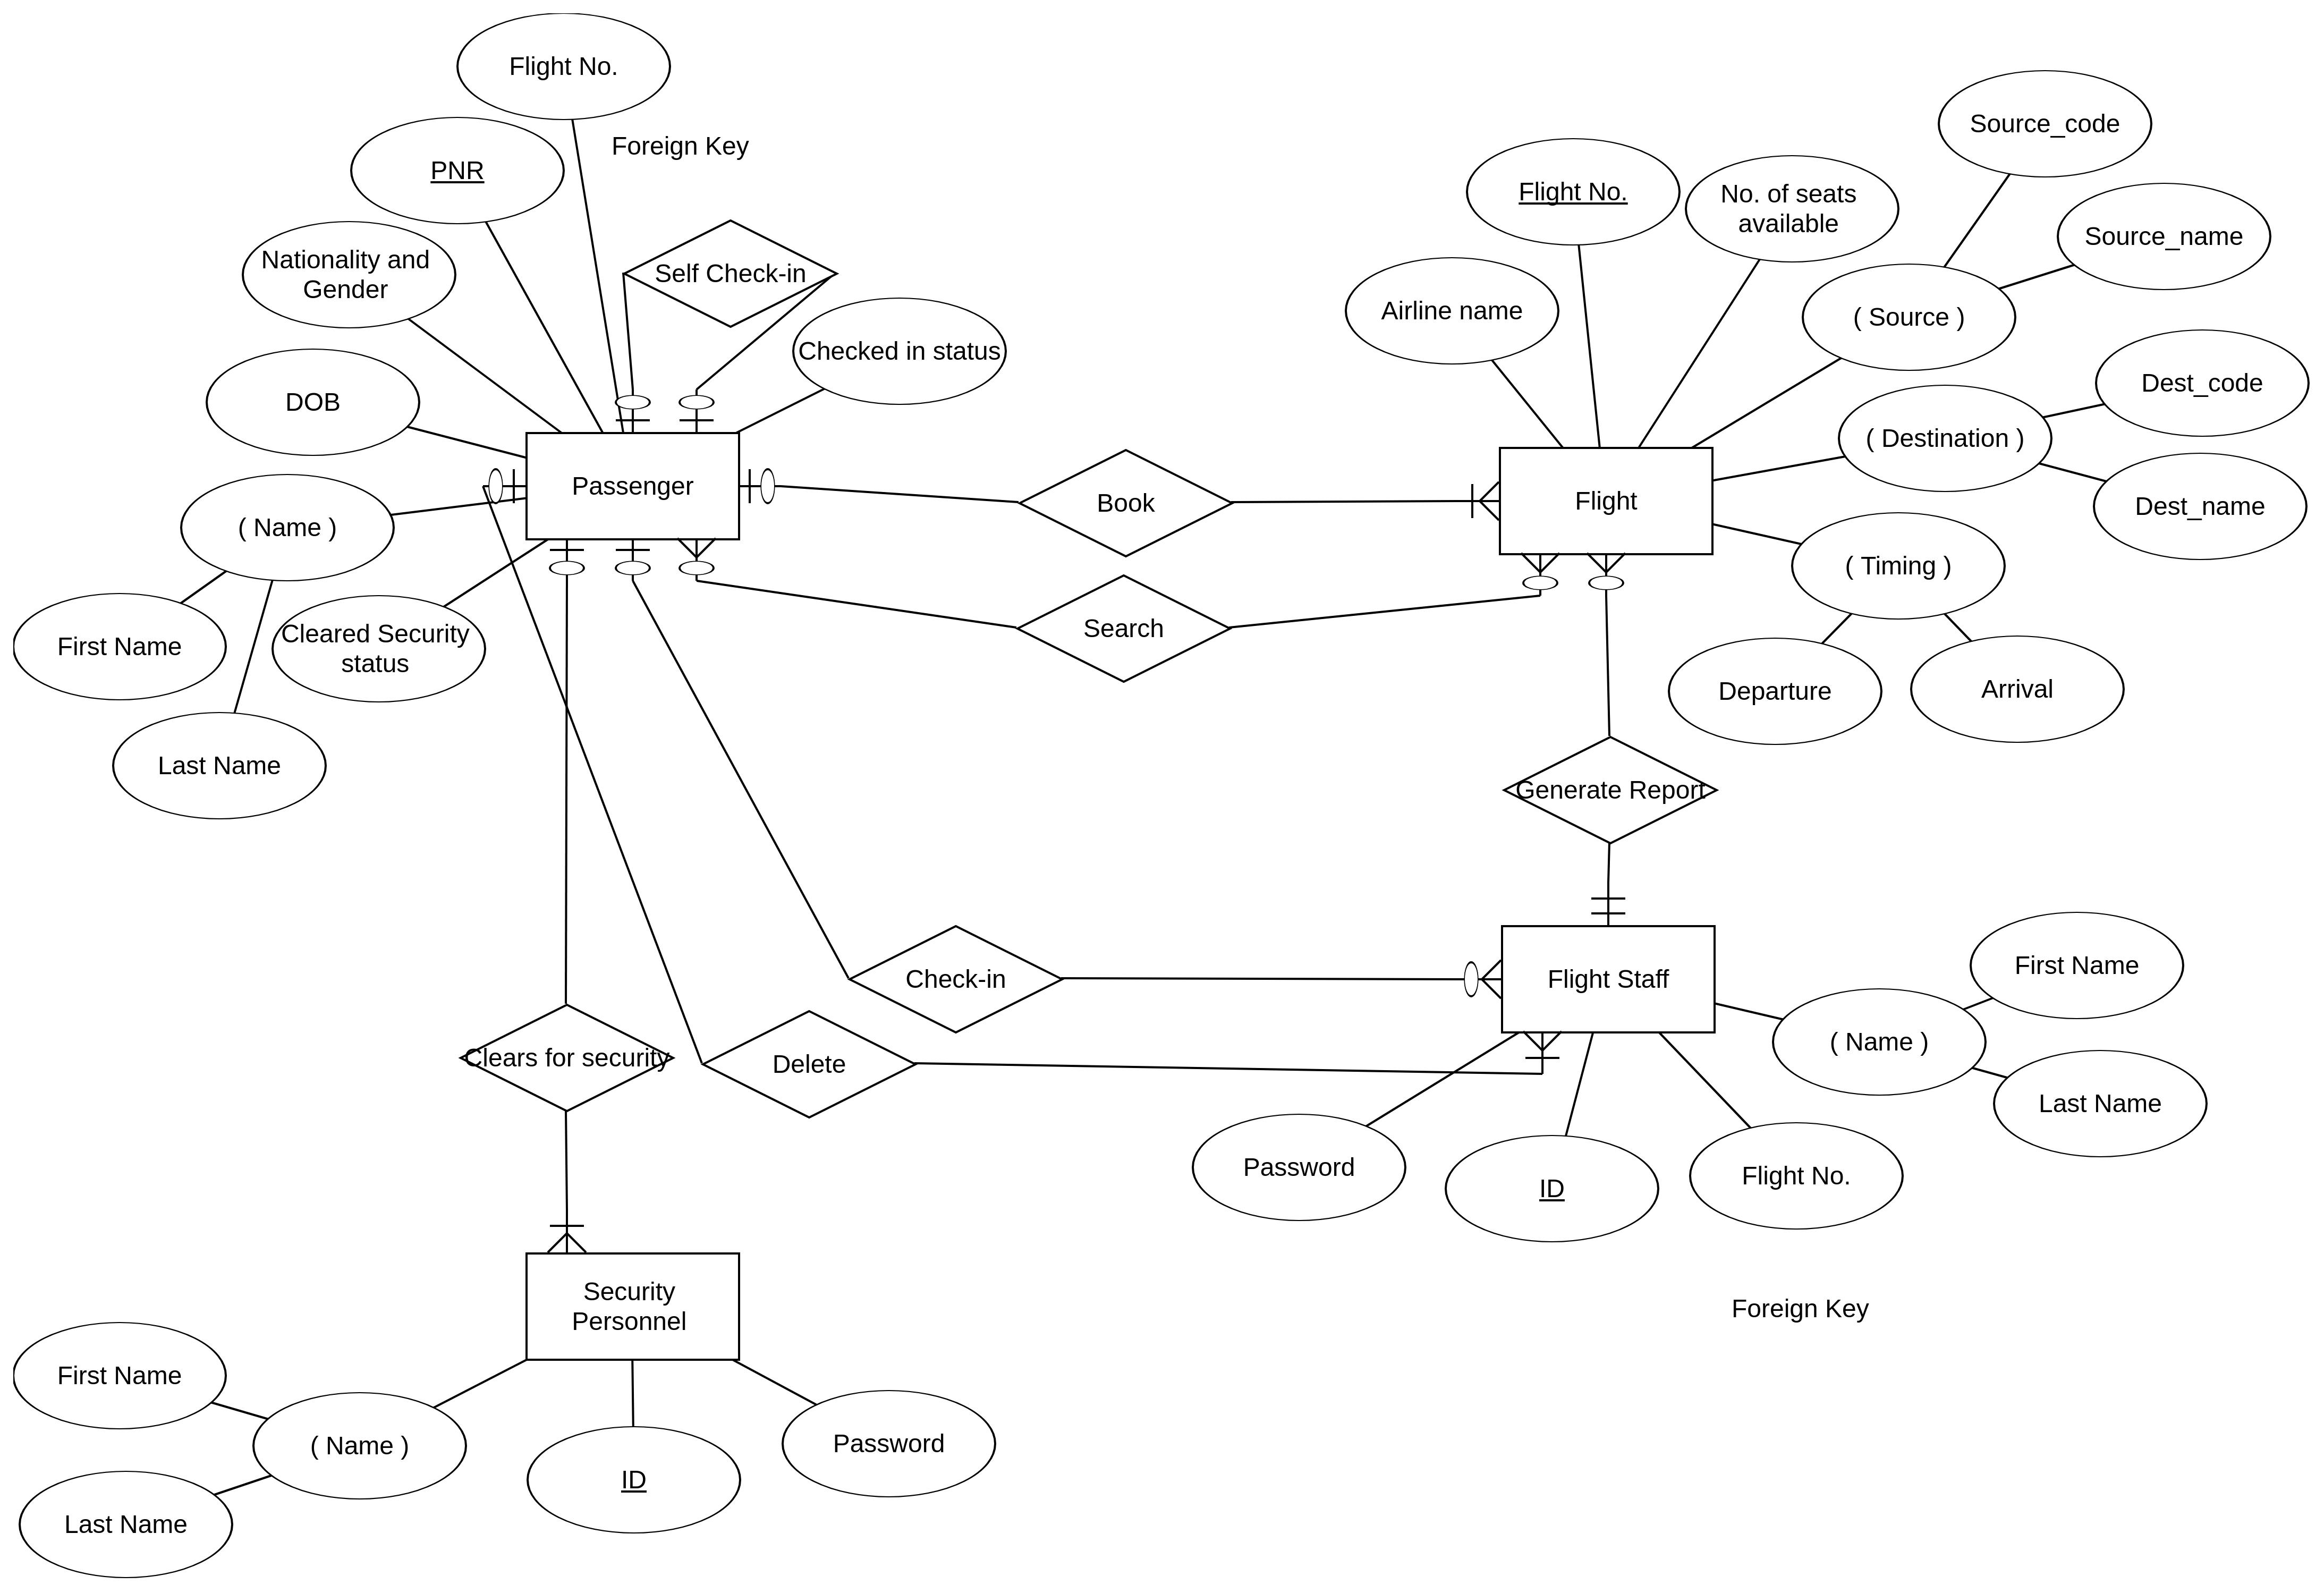 Flight No.
Foreign Key
PNR
Nationality and
Gender
Self Check-in
Checked in status
DOB
Passenger
( Name )
First Name
Cleared Security
status
Last Name
Book
Search
Source_code
Flight No.
No. of seats
available
Source_name
Airline name
( Source )
Dest_code
( Destination )
Flight
Dest_name
( Timing )
Departure
Arrival
Generate Report
Check-in
Flight Staff
First Name
( Name )
Clears for security
Delete
Last Name
Password
ID
Flight No.
Foreign Key
Security
Personnel
First Name
( Name )
ID
Password
Last Name